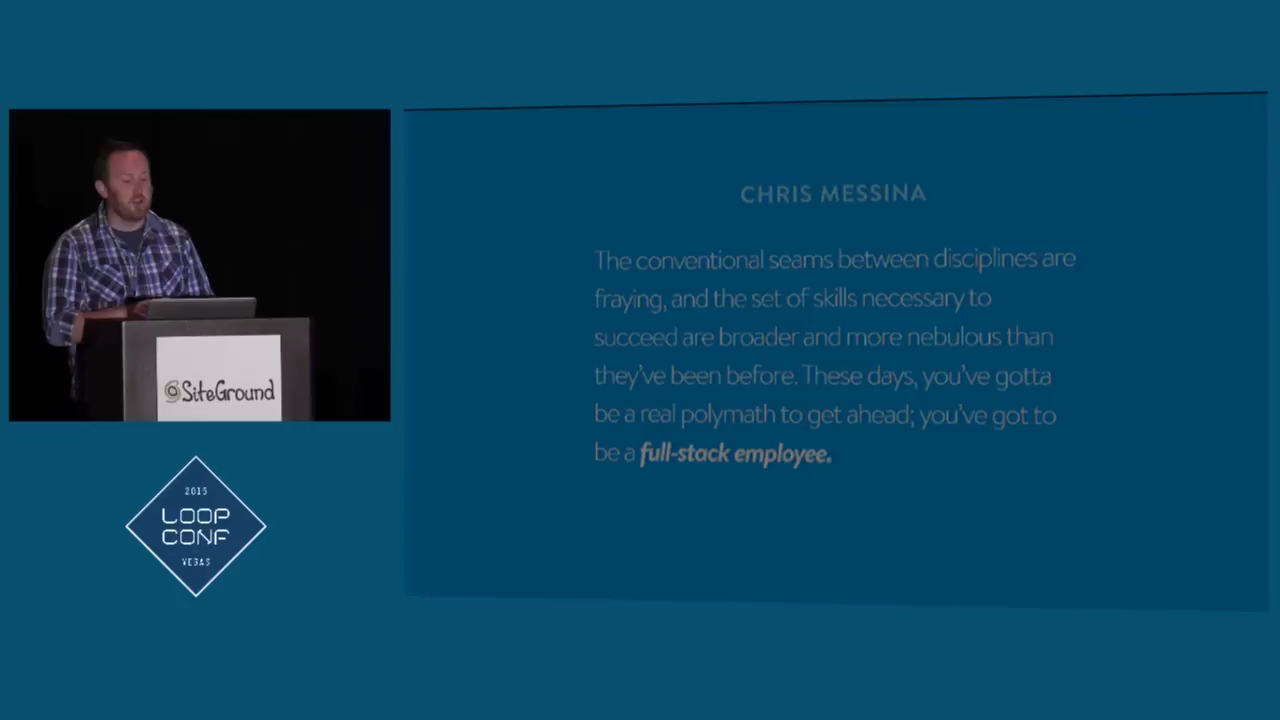 CHRIS MESSINA
The conventional seams between disciplines are
fraying, and the set of skills necessary to
succeed are broader and more nebulous than
they've been before. These days, you've gotta
be a real polymath to get ahead; you've got to
be a full-stack employee.
@SiteGround
2015
LOOP
CONF
VEGAS